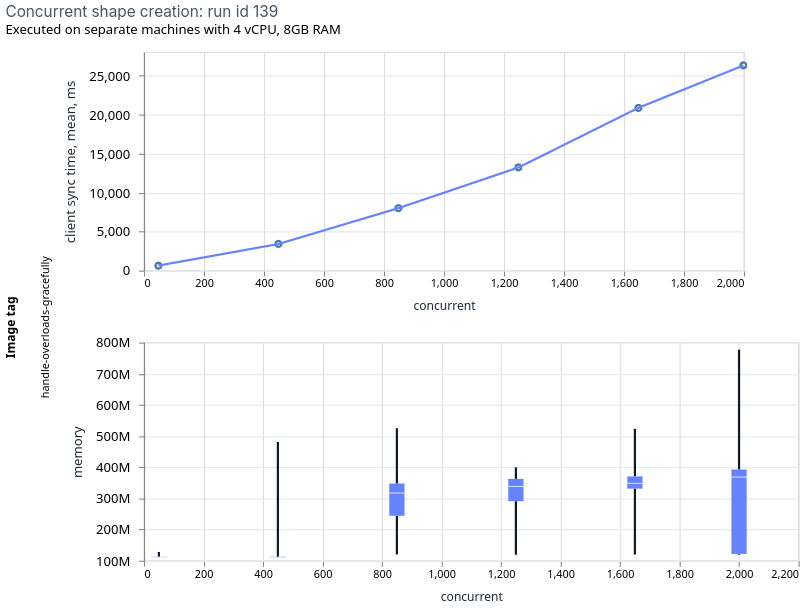 Concurrent shape creation: run id 139
Executed on separate machines with 4 vCPU, 8GB RAM
Image tag
handle-overloads-gracefully
client sync time, mean, ms
25,000
20,000
15,000
10,000
5,000
0
0 200 400 600 800 1,000 1,200 1,400 1,600 1,800 2,000
concurrent
memory
800M
700M
600M
500M
400M
300M
200M
100M
0 200 400 600 800 1,000 1,200 1,400 1,600 1,800 2,000 2,200
concurrent